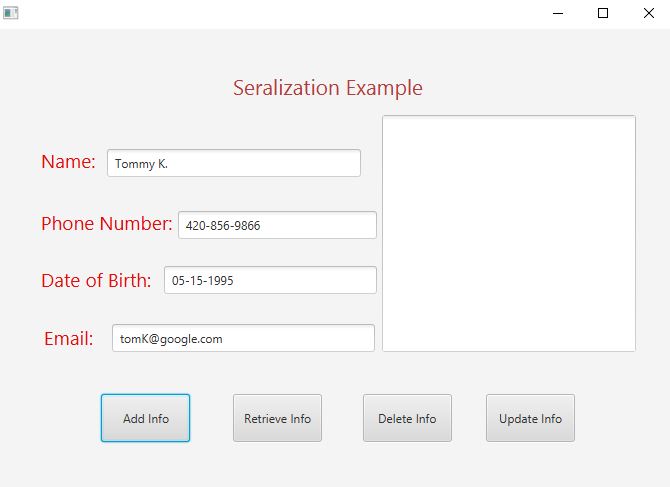 Seralization Example
Name: Tommy K.
Phone Number: 420-856-9866
Date of Birth: 05-15-1995
Email: tomK@google.com
Add Info Retrieve Info Delete Info Update Info